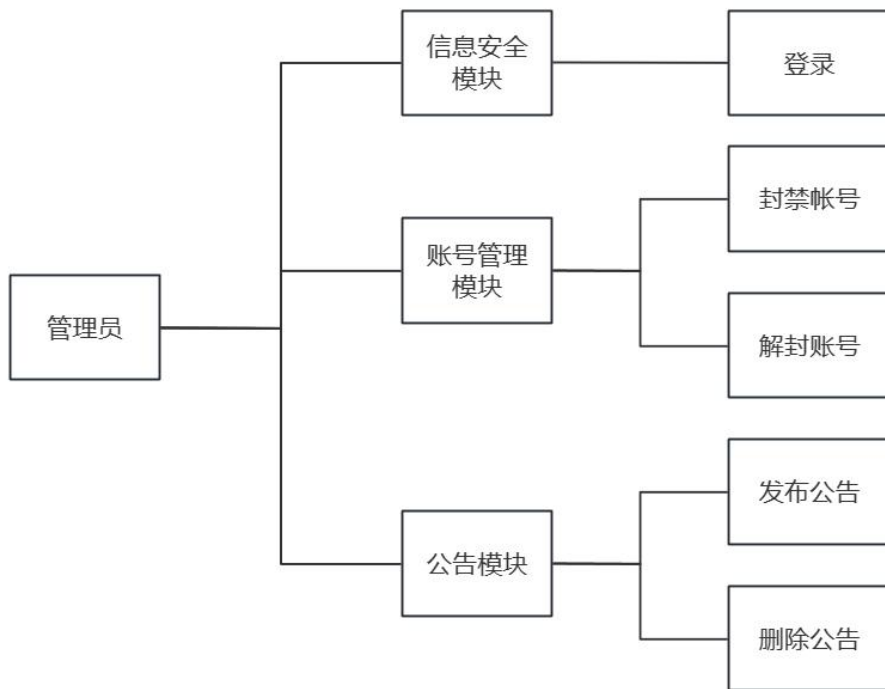 信息安全
模块
登录
封禁帐号
账号管理
模块
管理员
解封账号
发布公告
公告模块
删除公告